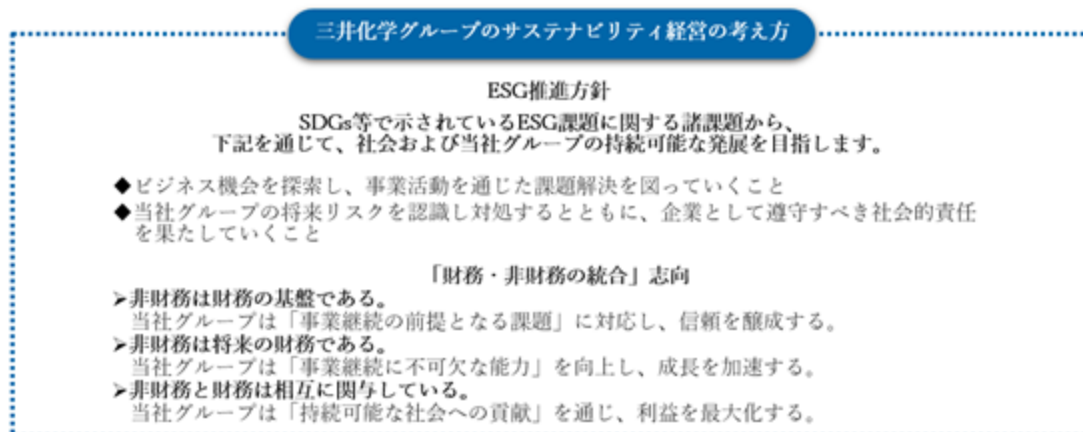 三井化学グループのサステナビリティ経営の考え方
ESG推進方針
SDGs等で示されているESG課題に関する諸課題から、
下記を通じて、社会および当社グループの持続可能な発展を目指します。
◆ビジネス機会を探索し、事業活動を通じた課題解決を図っていくこと
◆当社グループの将来リスクを認識し対処するとともに、企業として遵守すべき社会的責任
を果たしていくこと
「財務・非財務の統合」志向
➢非財務は財務の基盤である。
当社グループは「事業継続の前提となる課題」に対応し、信頼を醸成する。
➢非財務は将来の財務である。
当社グループは「事業継続に不可欠な能力」を向上し、成長を加速する。
➢非財務と財務は相互に関与している。
当社グループは「持続可能な社会への貢献」を通じ、利益を最大化する。